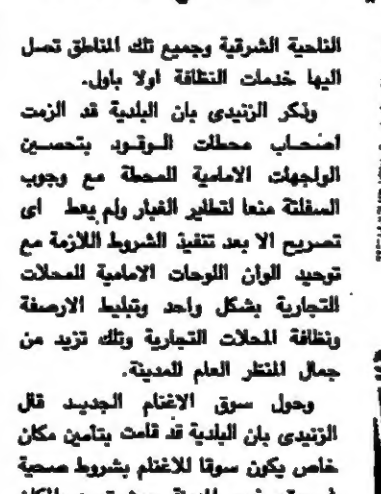 الناحية الشرقية وجميع تلك المناطق تصل
اليها خدمات النظافة اولا باول.
وذكر الزنيدى بان البلدية قد الزمت
اصحاب محطات الوقود بتحسين
الواجهات الامامية للمحطة مع وجوب
السفلتة منعا لتطاير الغبار ولم يعط اى
تصريح الا بعد تنفيذ الشروط اللازمة مع
توحيد الوان اللوحات الامامية للمحلات
التجارية بشكل واحد وتبليط الارصفة
ونظافة المحلات التجارية وتلك تزيد من
جمال المنظر العام للمدينة.
وحول سوق الاغنام الجديد قال
الزنيدى بان البلدية قد قامت بتأمين مكان
خاص يكون سوقا للاغنام بشروط صحية